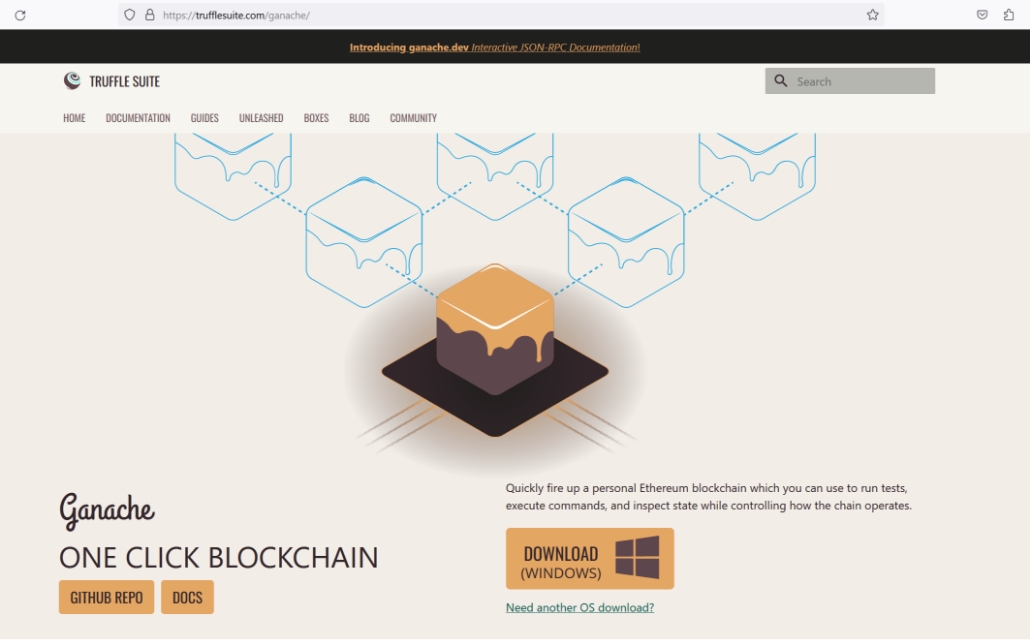 https://trufflesuite.com/ganache/
Introducing ganache.dev Interactive JSON-RPC Documentation!
TRUFFLE SUITE
Search
HOME DOCUMENTATION GUIDES UNLEASHED BOXES BLOG COMMUNITY
Ganache
ONE CLICK BLOCKCHAIN
GITHUB REPO DOCS
Quickly fire up a personal Ethereum blockchain which you can use to run tests,
execute commands, and inspect state while controlling how the chain operates.
DOWNLOAD
(WINDOWS)
Need another OS download?